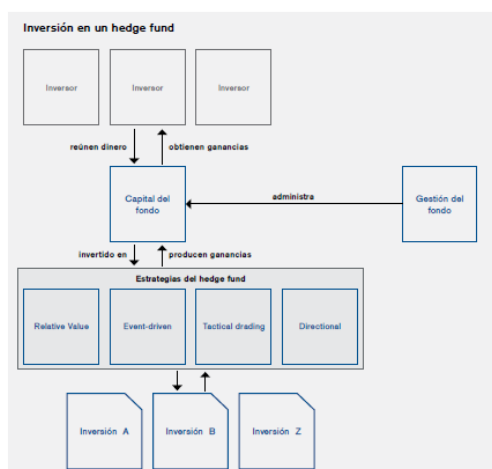 Inversión en un hedge fund
Inversor
Inversor
Inversor
reúnen dinero
obtienen ganancias
Capital del
fondo
administra
Gestión del
fondo
invertido en
producen ganancias
Estrategias del hedge fund
Relative Value
Event-driven
Tactical drading
Directional
Inversión A
Inversión B
Inversión Z